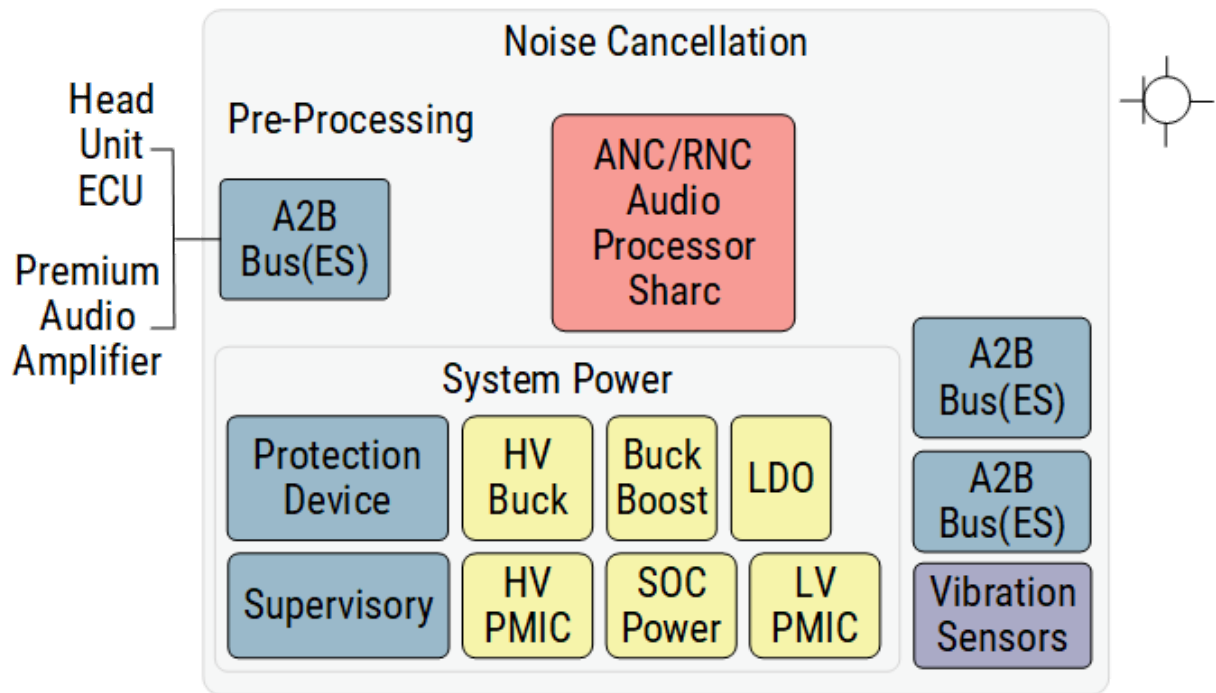 Noise Cancellation
Head
Unit
ECU
Premium
Audio
Amplifier
Pre-Processing
A2B
Bus(ES)
ANC/RNC
Audio
Processor
Sharc
System Power
Protection
Device
HV
Buck
Buck
Boost
LDO
Supervisory
HV
PMIC
SOC
Power
LV
PMIC
A2B
Bus(ES)
A2B
Bus(ES)
Vibration
Sensors